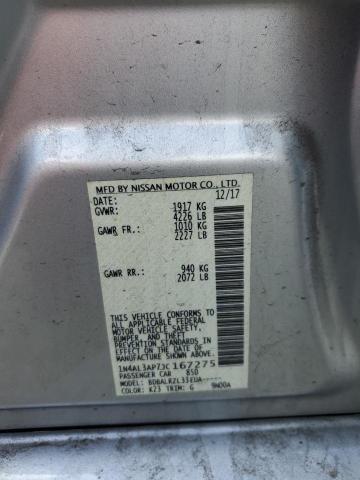 MFD BY NISSAN MOTOR CO., LTD.
DATE: 12/17
GVWR: 1917 KG
4226 LB
GAWR FR.: 1010 KG
2227 LB
GAWR RR.: 940 KG
2072 LB
THIS VEHICLE CONFORMS TO
ALL APPLICABLE FEDERAL
MOTOR VEHICLE SAFETY,
BUMPER, AND THEFT
PREVENTION STANDARDS
IN EFFECT ON THE DATE OF
MANUFACTURE SHOWN ABOVE.
1N4AL3AP7JC167275
PASSENGER CAR 850
MODEL: BDBALRZL33EUA-----
COLOR: K23 TRIM: G 9N00A